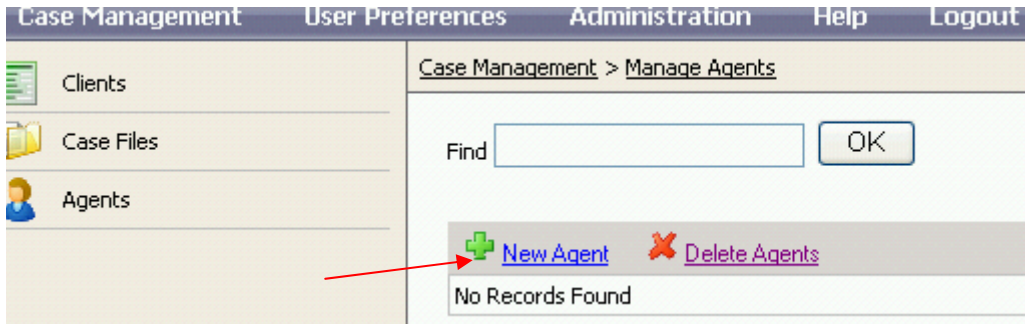 Case Management User Preferences Administration Help Logout
Clients
Case Files
Agents
Case Management > Manage Agents
Find OK
New Agent Delete Agents
No Records Found